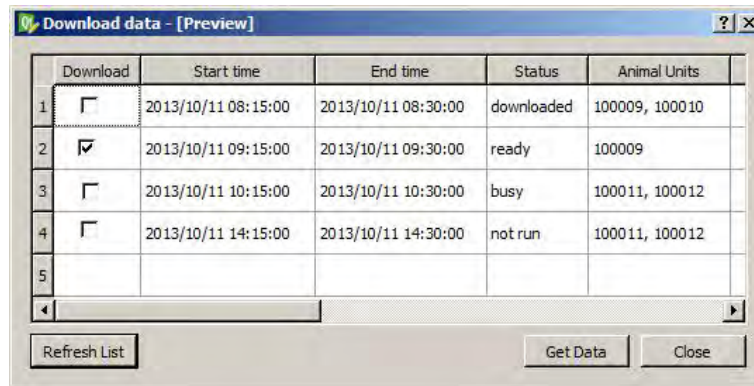 Download data - [Preview]
Download Start time End time Status Animal Units
1 2013/10/11 08:15:00 2013/10/11 08:30:00 downloaded 100009, 100010
2 2013/10/11 09:15:00 2013/10/11 09:30:00 ready 100009
3 2013/10/11 10:15:00 2013/10/11 10:30:00 busy 100011, 100012
4 2013/10/11 14:15:00 2013/10/11 14:30:00 not run 100011, 100012
5
Refresh List Get Data Close